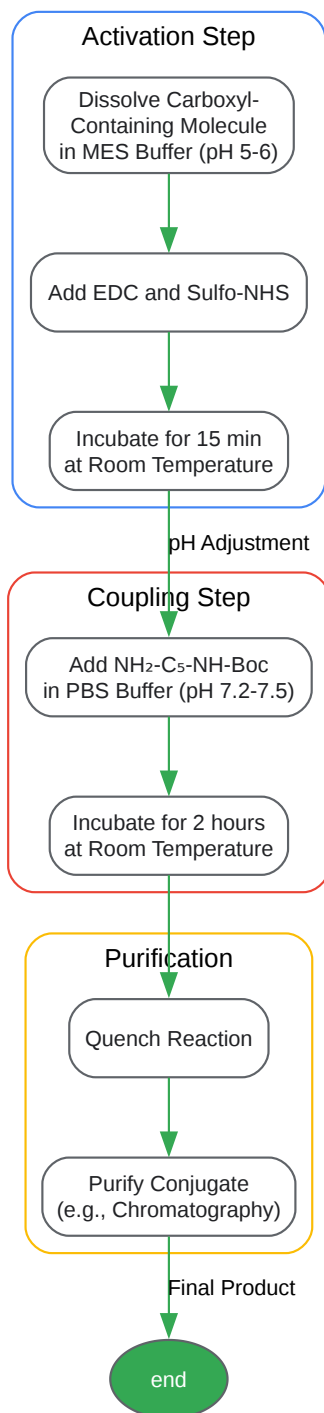 Activation Step
Dissolve Carboxyl-
Containing Molecule
in MES Buffer (pH 5-6)
Add EDC and Sulfo-NHS
Incubate for 15 min
at Room Temperature
pH Adjustment
Coupling Step
Add NH₂-C₅-NH-Boc
in PBS Buffer (pH 7.2-7.5)
Incubate for 2 hours
at Room Temperature
Purification
Quench Reaction
Purify Conjugate
(e.g., Chromatography)
Final Product
end